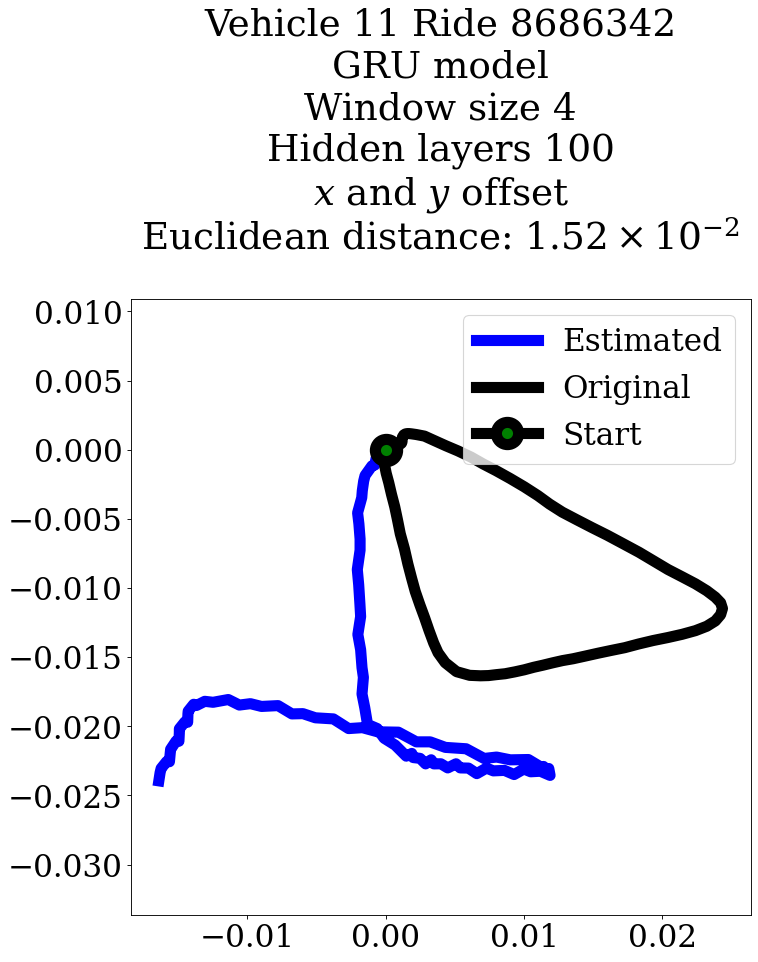 Vehicle 11 Ride 8686342
GRU model
Window size 4
Hidden layers 100
x and y offset
Euclidean distance: 1.52 × 10⁻²
Estimated
Original
Start
0.010
0.005
0.000
−0.005
−0.010
−0.015
−0.020
−0.025
−0.030
−0.01 0.00 0.01 0.02